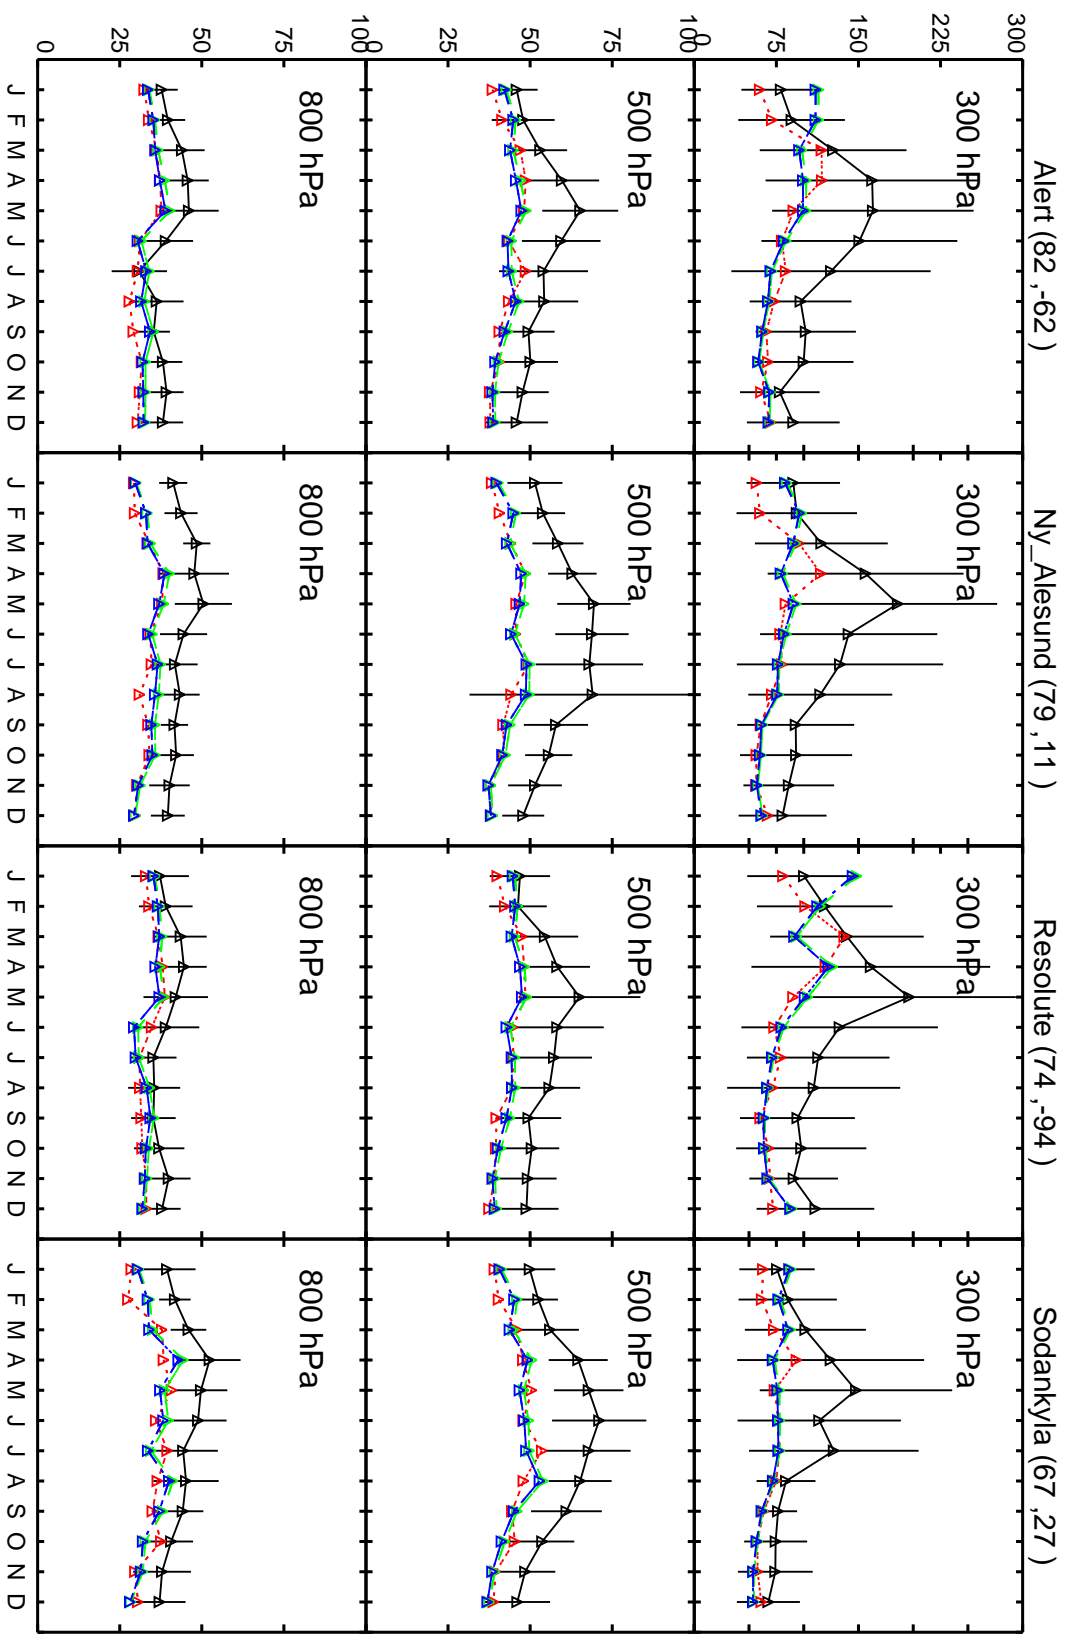 Alert (82 ,-62 )
Ny_Alesund (79 ,11 )
Resolute (74 ,-94 )
Sodankyla (67 ,27 )
300
225
150
75
0
300 hPa
300 hPa
300 hPa
300 hPa
100
75
50
25
0
500 hPa
500 hPa
500 hPa
500 hPa
100
75
50
25
0
800 hPa
800 hPa
800 hPa
800 hPa
J F M A M J J A S O N D
J F M A M J J A S O N D
J F M A M J J A S O N D
J F M A M J J A S O N D